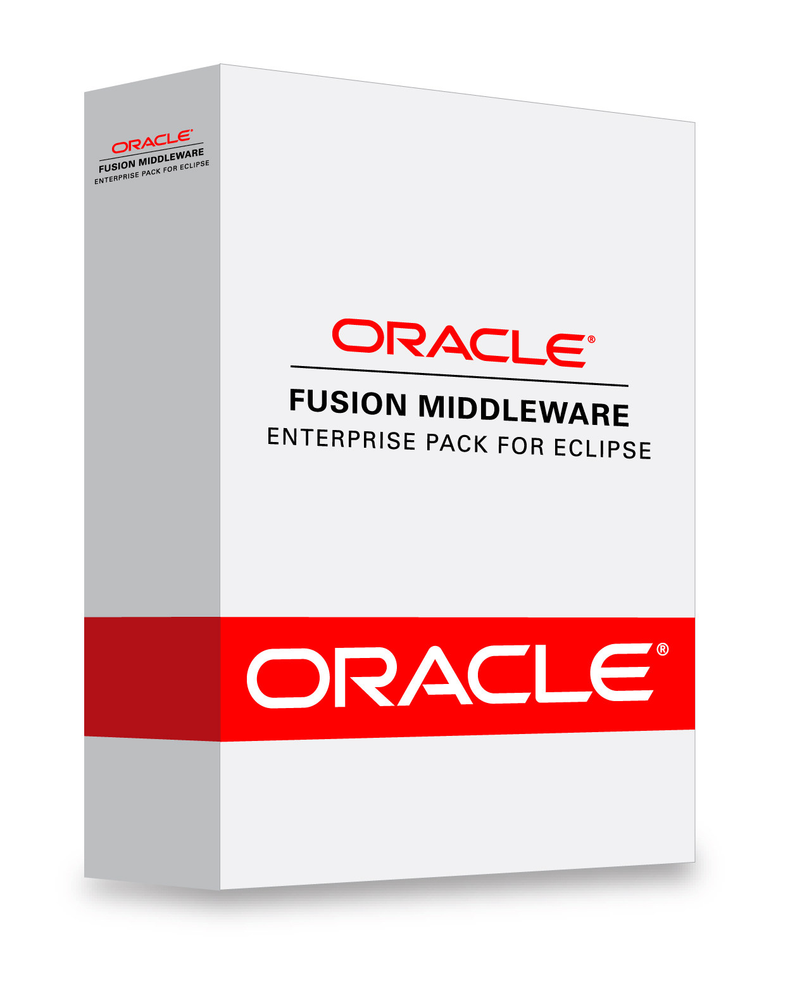 ORACLE®
FUSION MIDDLEWARE
ENTERPRISE PACK FOR ECLIPSE
ORACLE®
FUSION MIDDLEWARE
ENTERPRISE PACK FOR ECLIPSE
ORACLE®